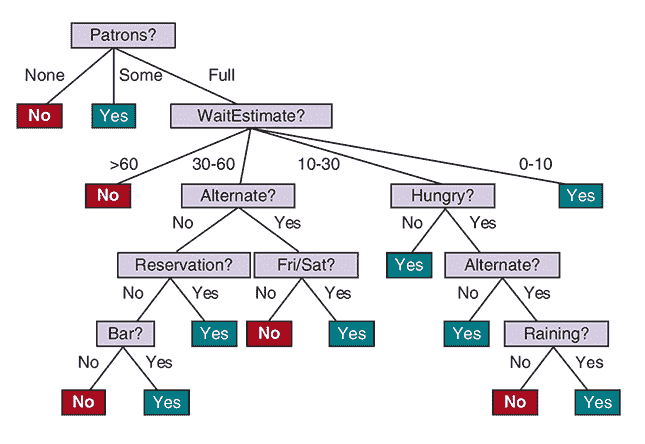 Patrons?
None Some Full
No Yes WaitEstimate?
>60 30-60 10-30 0-10
No Alternate? Hungry? Yes
No Yes No Yes
Reservation? Fri/Sat? Yes Alternate?
No Yes No Yes No Yes
Bar? Yes No Yes Yes Raining?
No Yes No Yes
No Yes No Yes